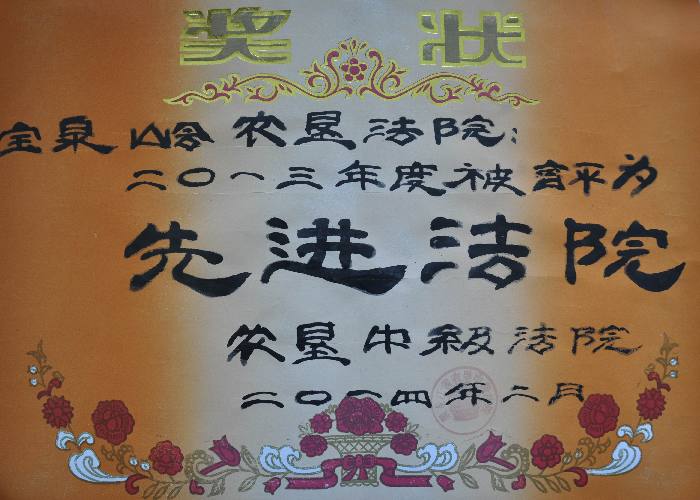 奖状
宝泉岭农垦法院：
二〇一三年度被评为
先进法院
农垦中级法院
二〇一四年二月